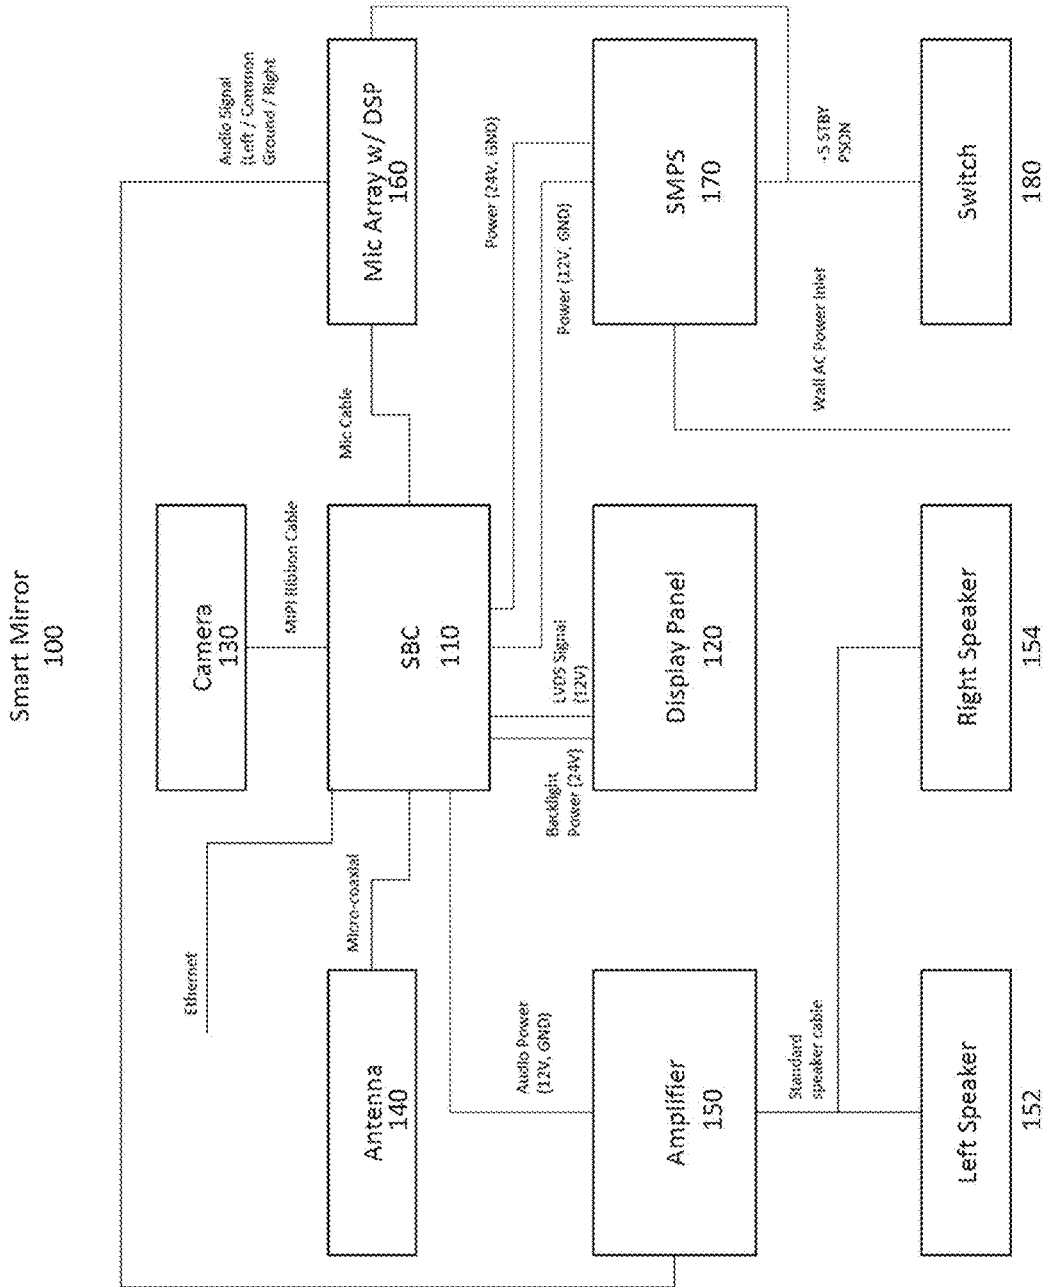 Smart Mirror
100
Ethernet
Camera
130
MIPI Ribbon Cable
Audio Signal
(Left / Common
Ground / Right
Antenna
140
Micro-coaxial
SBC
110
Mic Cable
Mic Array w/ DSP
160
Audio Power
(12V, GND)
Backlight
Power (24V)
LVDS Signal
(12V)
Power (12V, GND)
Power (24V, GND)
Amplifier
150
Display Panel
120
SMPS
170
Standard
speaker cable
Wall AC Power Inlet
+5 STBY
PSON
Left Speaker
152
Right Speaker
154
Switch
180